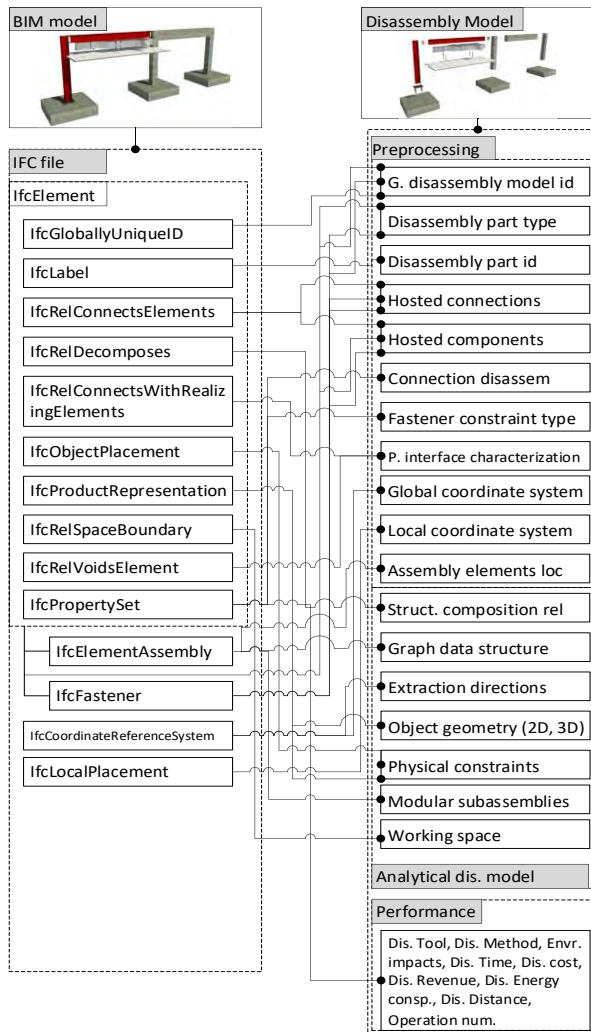 BIM model
IFC file
IfcElement
IfcGloballyUniqueID
IfcLabel
IfcRelConnectsElements
IfcRelDecomposes
IfcRelConnectsWithRealiz
ingElements
IfcObjectPlacement
IfcProductRepresentation
IfcRelSpaceBoundary
IfcRelVoidsElement
IfcPropertySet
IfcElementAssembly
IfcFastener
IfcCoordinateReferenceSystem
IfcLocalPlacement
Disassembly Model
Preprocessing
G. disassembly model id
Disassembly part type
Disassembly part id
Hosted connections
Hosted components
Connection disassem
Fastener constraint type
P. interface characterization
Global coordinate system
Local coordinate system
Assembly elements loc
Struct. composition rel
Graph data structure
Extraction directions
Object geometry (2D, 3D)
Physical constraints
Modular subassemblies
Working space
Analytical dis. model
Performance
Dis. Tool, Dis. Method, Envr.
impacts, Dis. Time, Dis. cost,
Dis. Revenue, Dis. Energy
consp., Dis. Distance,
Operation num.